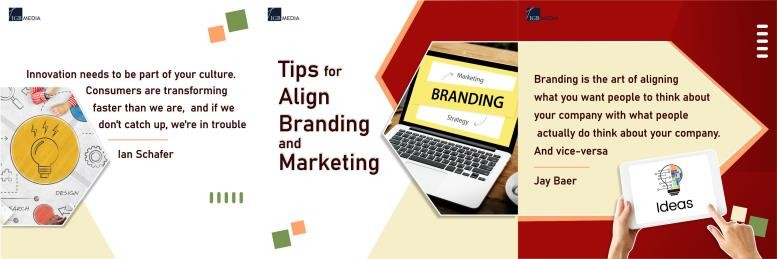 IGB MEDIA
Innovation needs to be part of your culture.
Consumers are transforming
faster than we are, and if we
don't catch up, we're in trouble
Ian Schafer
DESIGN
IGB MEDIA
Tips for
Align
Branding
and
Marketing
Marketing
BRANDING
Strategy
IGB MEDIA
Branding is the art of aligning
what you want people to think about
your company with what people
actually do think about your company.
And vice-versa
Jay Baer
Ideas